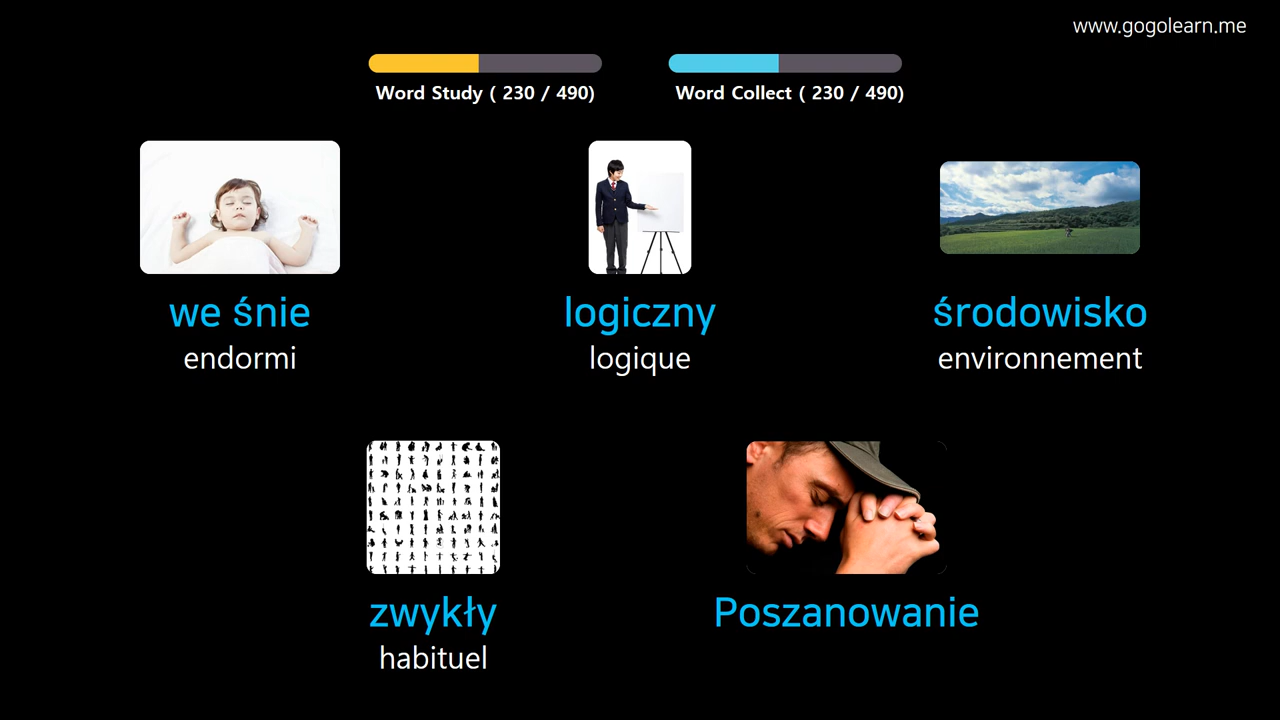 www.gogolearn.me
Word Study ( 230 / 490)
Word Collect ( 230 / 490)
we śnie
endormi
logiczny
logique
środowisko
environnement
zwykły
habituel
Poszanowanie